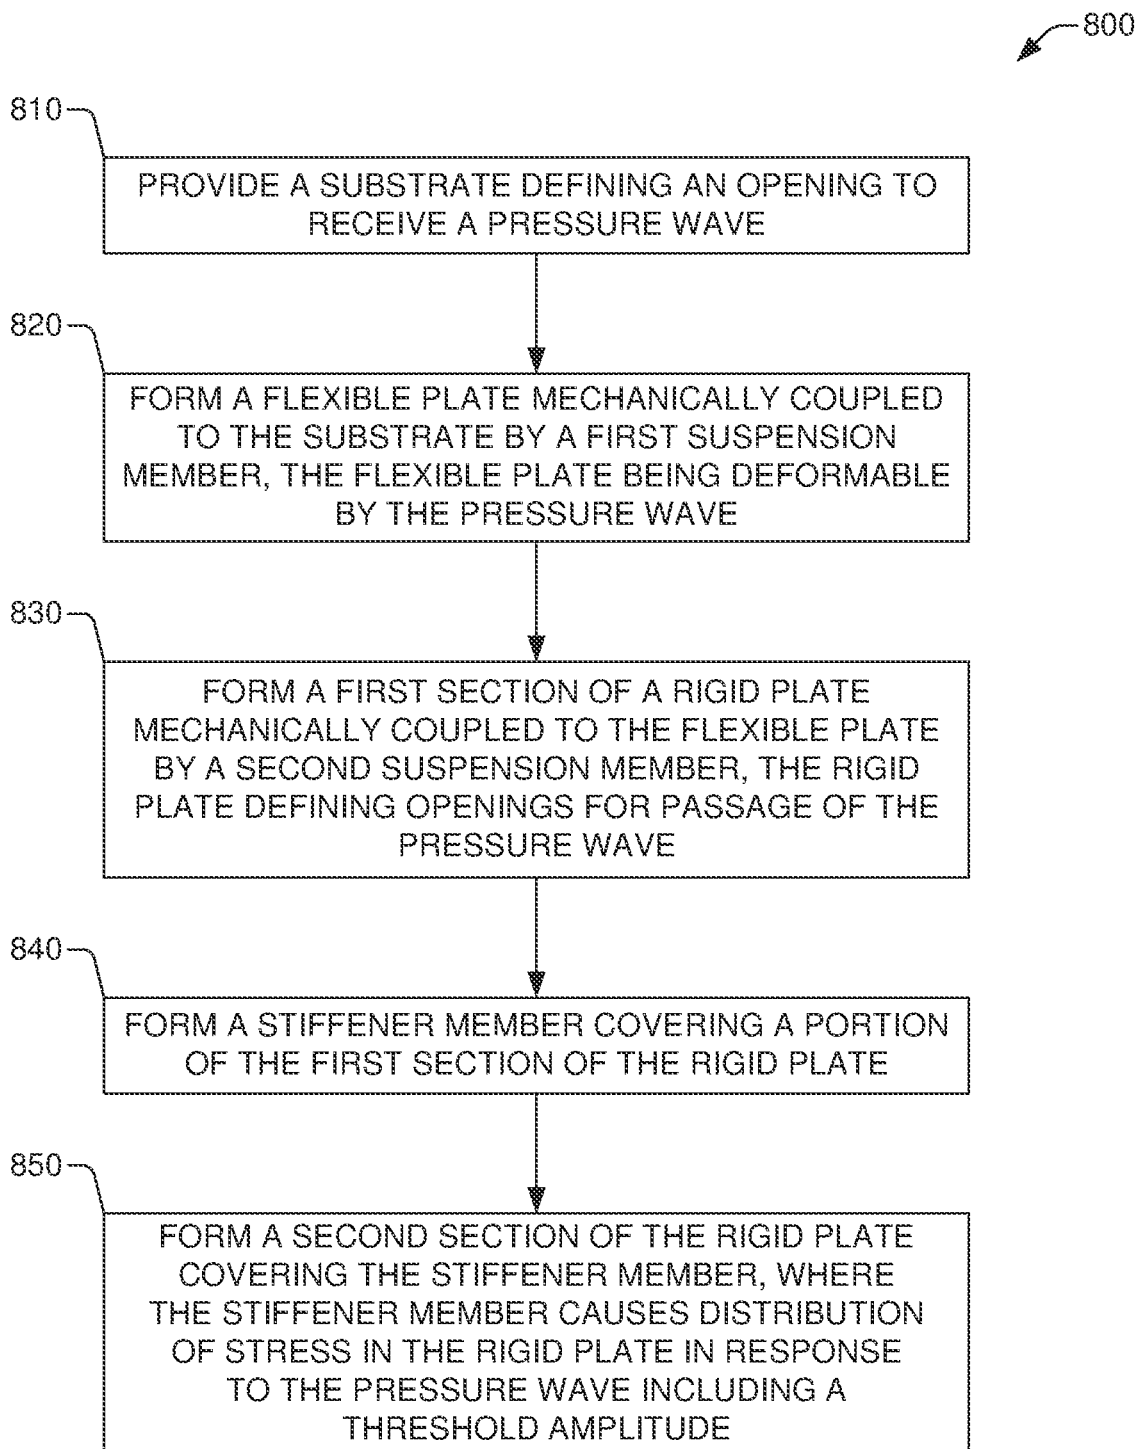 800
810
PROVIDE A SUBSTRATE DEFINING AN OPENING TO
RECEIVE A PRESSURE WAVE
820
FORM A FLEXIBLE PLATE MECHANICALLY COUPLED
TO THE SUBSTRATE BY A FIRST SUSPENSION
MEMBER, THE FLEXIBLE PLATE BEING DEFORMABLE
BY THE PRESSURE WAVE
830
FORM A FIRST SECTION OF A RIGID PLATE
MECHANICALLY COUPLED TO THE FLEXIBLE PLATE
BY A SECOND SUSPENSION MEMBER, THE RIGID
PLATE DEFINING OPENINGS FOR PASSAGE OF THE
PRESSURE WAVE
840
FORM A STIFFENER MEMBER COVERING A PORTION
OF THE FIRST SECTION OF THE RIGID PLATE
850
FORM A SECOND SECTION OF THE RIGID PLATE
COVERING THE STIFFENER MEMBER, WHERE
THE STIFFENER MEMBER CAUSES DISTRIBUTION
OF STRESS IN THE RIGID PLATE IN RESPONSE
TO THE PRESSURE WAVE INCLUDING A
THRESHOLD AMPLITUDE